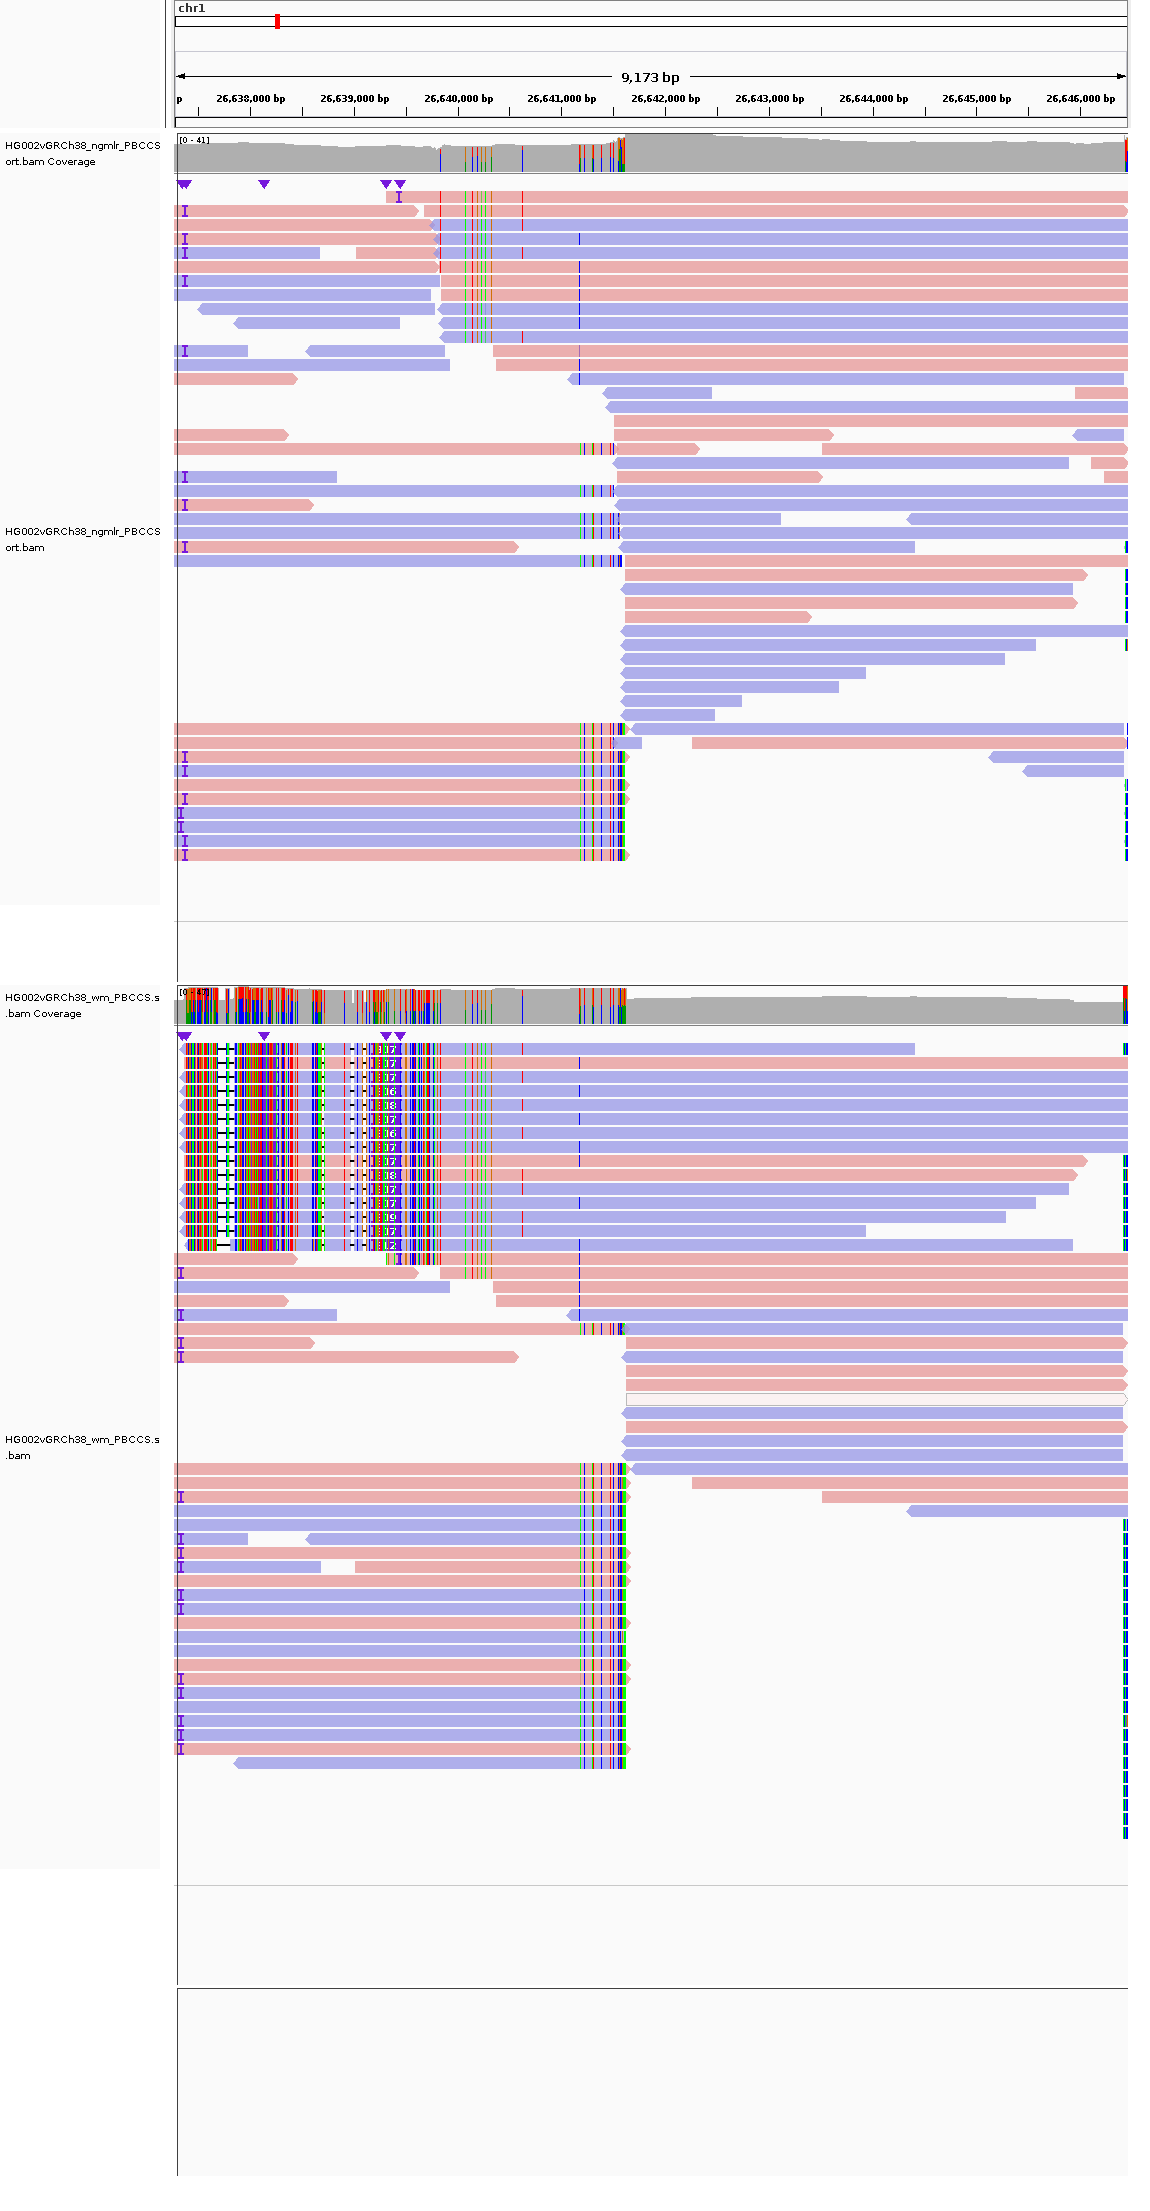 chr1
9,173 bp
p 26,638,000 bp 26,639,000 bp 26,640,000 bp 26,641,000 bp 26,642,000 bp 26,643,000 bp 26,644,000 bp 26,645,000 bp 26,646,000 bp
HG002vGRCh38_ngmlr_PBCCS
ort.bam Coverage
[0 - 41]
HG002vGRCh38_ngmlr_PBCCS
ort.bam
HG002vGRCh38_wm_PBCCS.s
.bam Coverage
HG002vGRCh38_wm_PBCCS.s
.bam